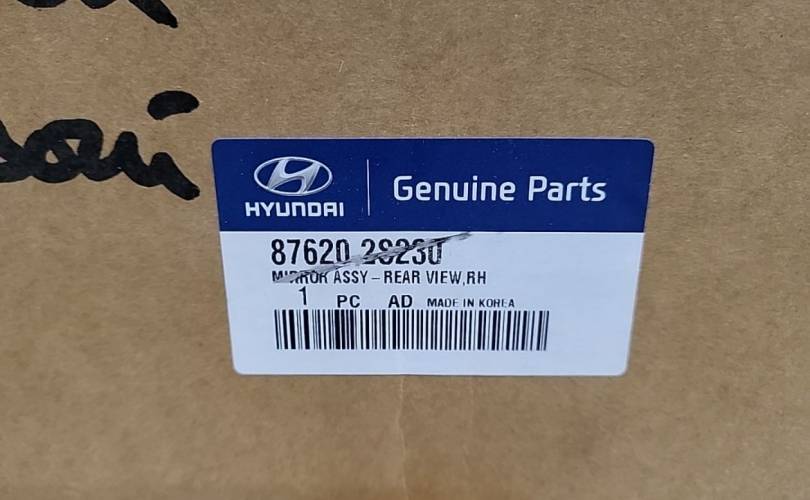 HYUNDAI
Genuine Parts
87620 2S230
MIRROR ASSY - REAR VIEW,RH
1 PC AD MADE IN KOREA